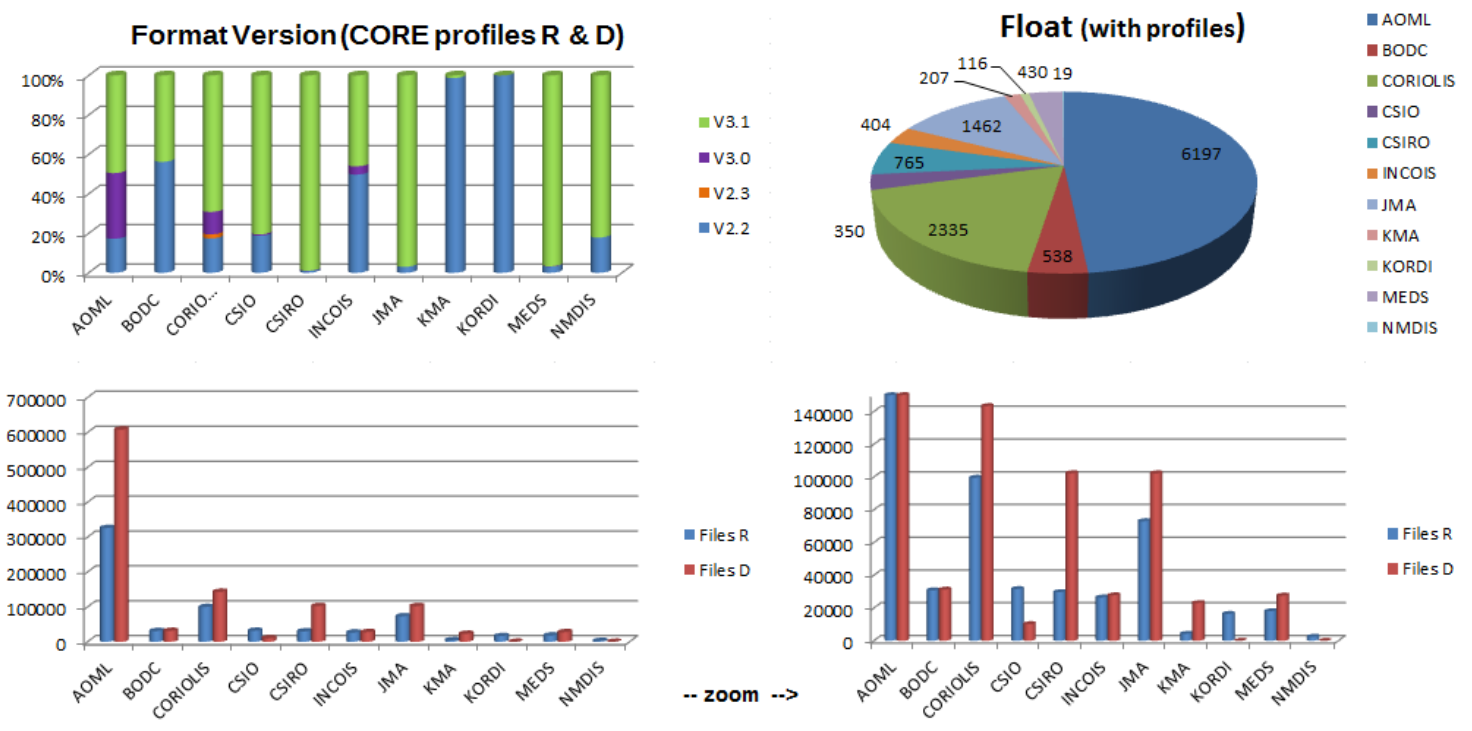 Format Version (CORE profiles R & D)
100%
80%
60%
40%
20%
0%
AOML
BODC
CORIO...
CSIO
CSIRO
INCOIS
JMA
KMA
KORDI
MEDS
NMDIS
V3.1
V3.0
V2.3
V2.2
Float (with profiles)
116
430
19
207
404
1462
6197
765
350
2335
538
AOML
BODC
CORIOLIS
CSIO
CSIRO
INCOIS
JMA
KMA
KORDI
MEDS
NMDIS
700000
600000
500000
400000
300000
200000
100000
0
AOML
BODC
CORIOLIS
CSIO
CSIRO
INCOIS
JMA
KMA
KORDI
MEDS
NMDIS
Files R
Files D
-- zoom -->
140000
120000
100000
80000
60000
40000
20000
0
AOML
BODC
CORIOLIS
CSIO
CSIRO
INCOIS
JMA
KMA
KORDI
MEDS
NMDIS
Files R
Files D